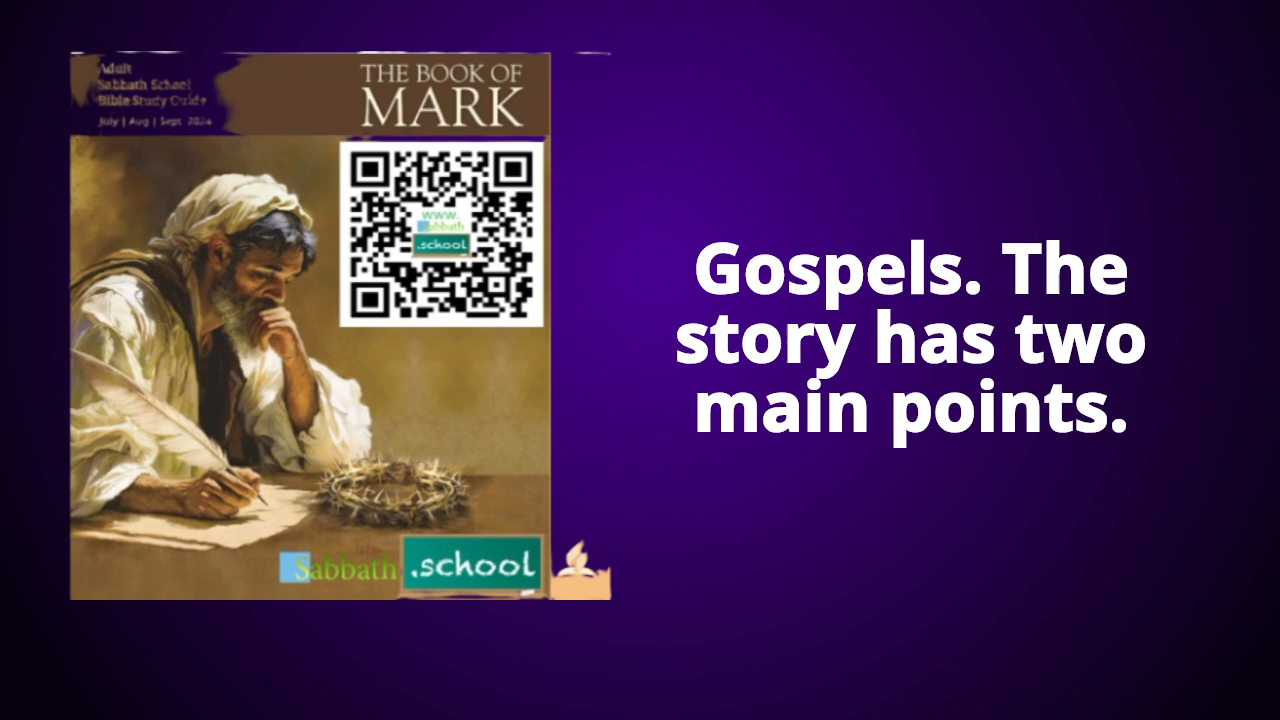 Adult
Sabbath School
Bible Study Guide
July | Aug | Sept 2024
THE BOOK OF
MARK
www.
Sabbath
.school
Gospels. The
story has two
main points.
Sabbath .school